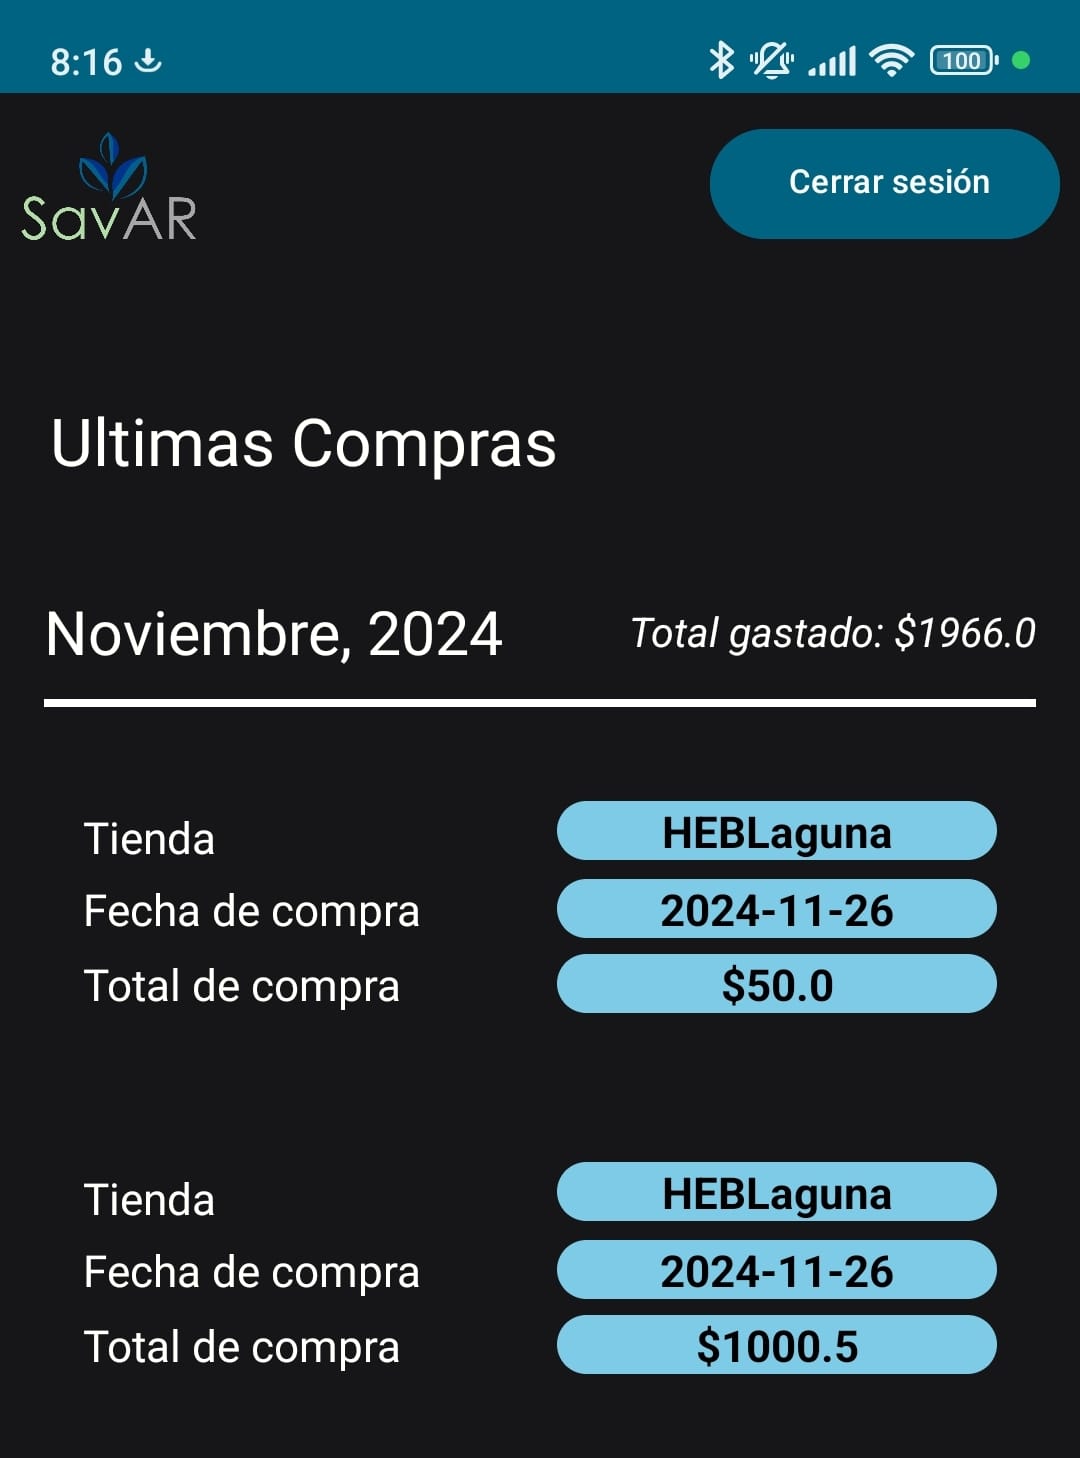 8:16
100
SavAR
Cerrar sesión
Ultimas Compras
Noviembre, 2024
Total gastado: $1966.0
Tienda
HEBLaguna
Fecha de compra
2024-11-26
Total de compra
$50.0
Tienda
HEBLaguna
Fecha de compra
2024-11-26
Total de compra
$1000.5